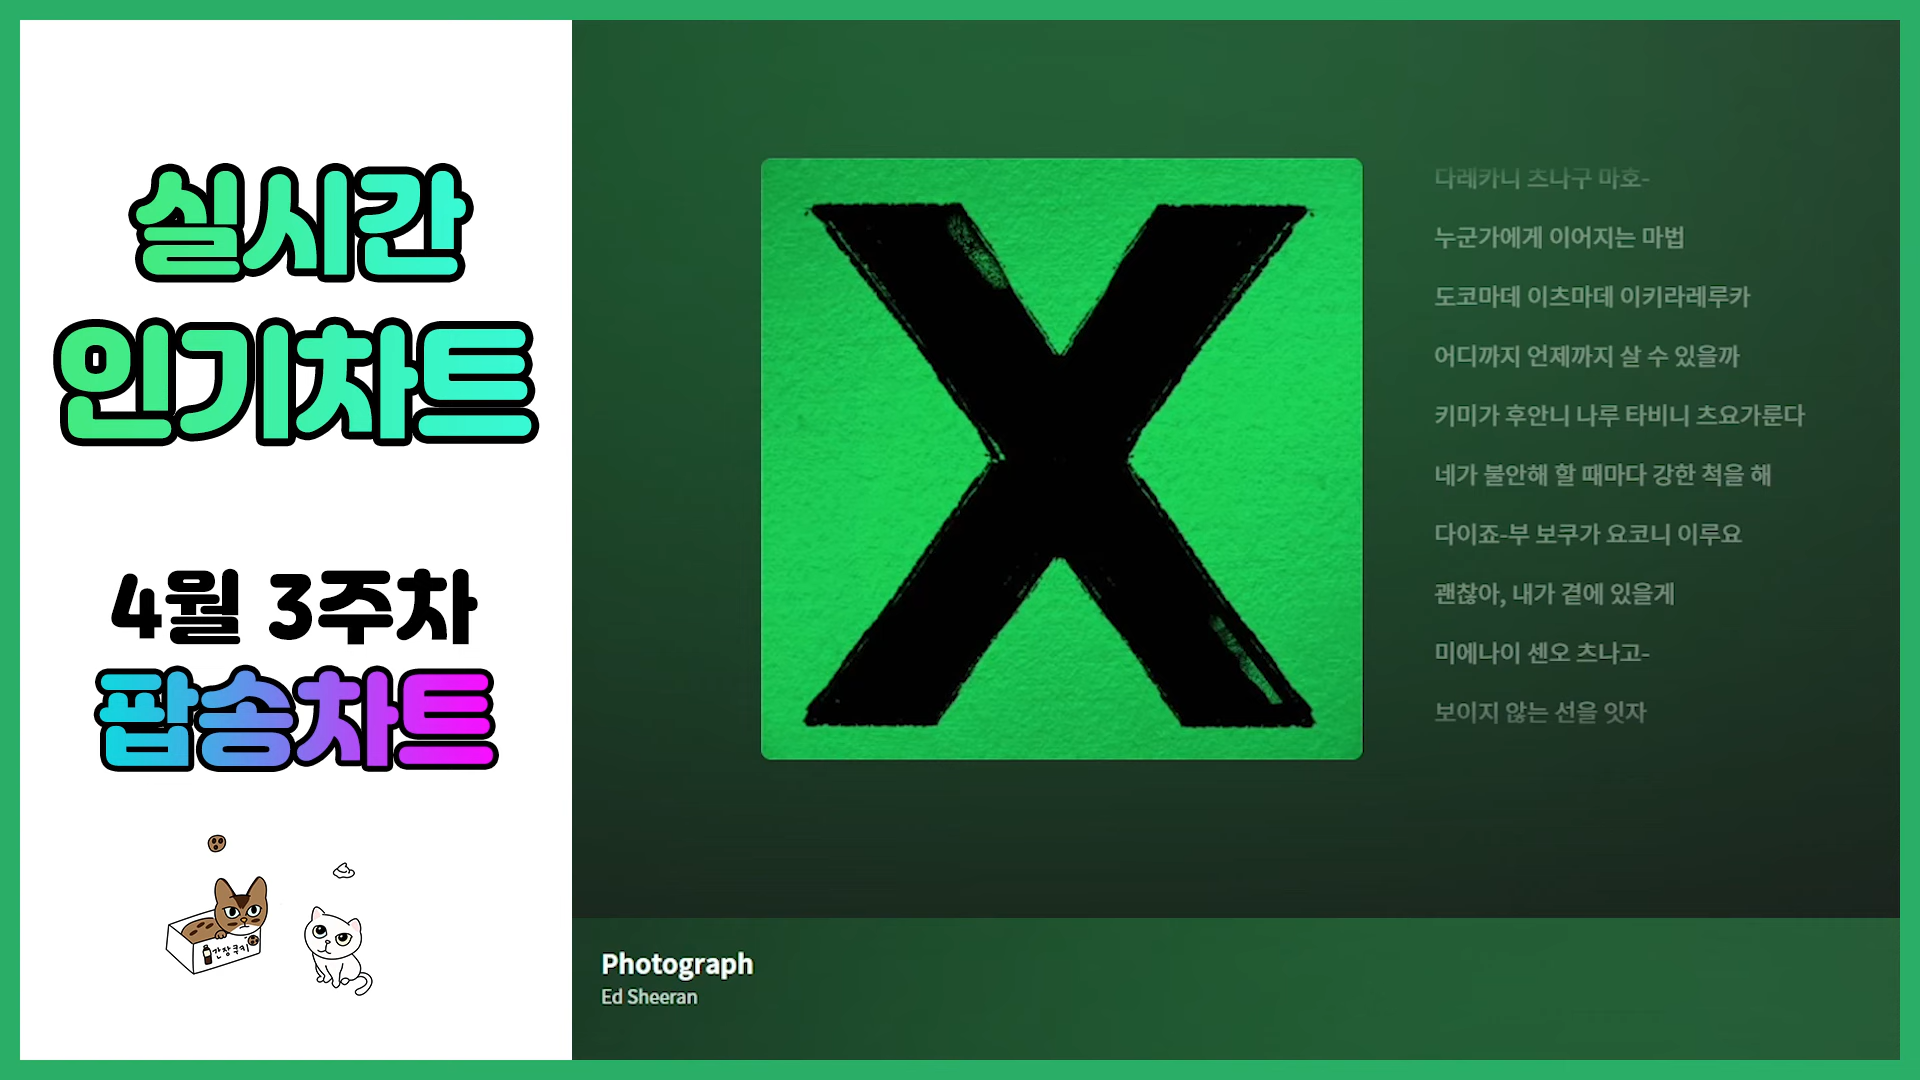 실시간
인기차트
4월 3주차
팝송차트
간장쿡키
X
다레카니 츠나구 마호-
누군가에게 이어지는 마법
도코마데 이츠마데 이키라레루카
어디까지 언제까지 살 수 있을까
키미가 후안니 나루 타비니 츠요가룬다
네가 불안해 할 때마다 강한 척을 해
다이죠-부 보쿠가 요코니 이루요
괜찮아, 내가 곁에 있을게
미에나이 센오 츠나고-
보이지 않는 선을 잇자
Photograph
Ed Sheeran